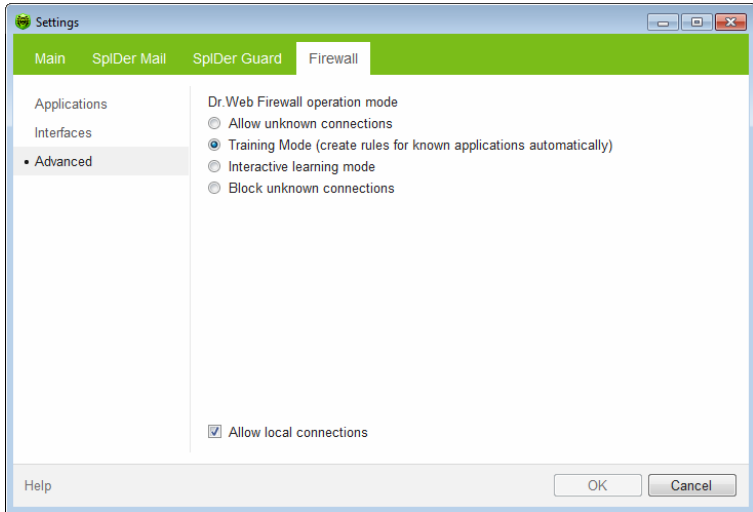 Settings
Main SpIDer Mail SpIDer Guard Firewall
Applications
Interfaces
Advanced
Dr.Web Firewall operation mode
Allow unknown connections
Training Mode (create rules for known applications automatically)
Interactive learning mode
Block unknown connections
Allow local connections
Help OK Cancel